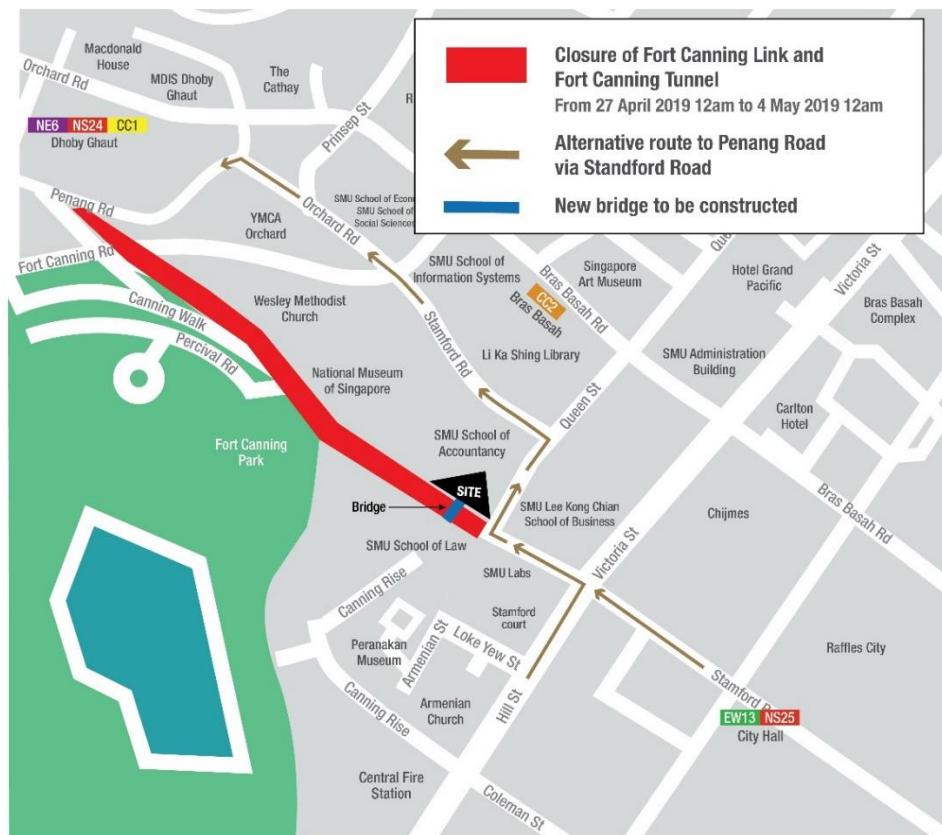 Closure of Fort Canning Link and
Fort Canning Tunnel
From 27 April 2019 12am to 4 May 2019 12am
Alternative route to Penang Road
via Standford Road
New bridge to be constructed
Macdonald
House
Orchard Rd
MDIS Dhoby
Ghaut
The
Cathay
R
NE6 NS24 CC1
Dhoby Ghaut
Prinsep St
Penang Rd
YMCA
Orchard
Orchard Rd
SMU School of Econ
SMU School of
Social Sciences
Fort Canning Rd
SMU School of
Information Systems
CC2
Bras Basah
Bras Basah Rd
Singapore
Art Museum
Que
Hotel Grand
Pacific
Victoria St
Bras Basah
Complex
Canning Walk
Percival Rd
Wesley Methodist
Church
Stamford Rd
Li Ka Shing Library
SMU Administration
Building
National Museum
of Singapore
Queen St
Carlton
Hotel
Fort Canning
Park
SMU School of
Accountancy
SITE
Bridge
SMU Lee Kong Chian
School of Business
Chijmes
Bras Basah Rd
SMU School of Law
SMU Labs
Victoria St
Canning Rise
Stamford
court
Peranakan
Museum
Armenian St
Loke Yew St
Raffles City
Stamford R
EW13 NS25
City Hall
Armenian
Church
Hill St
Canning Rise
Central Fire
Station
Coleman St